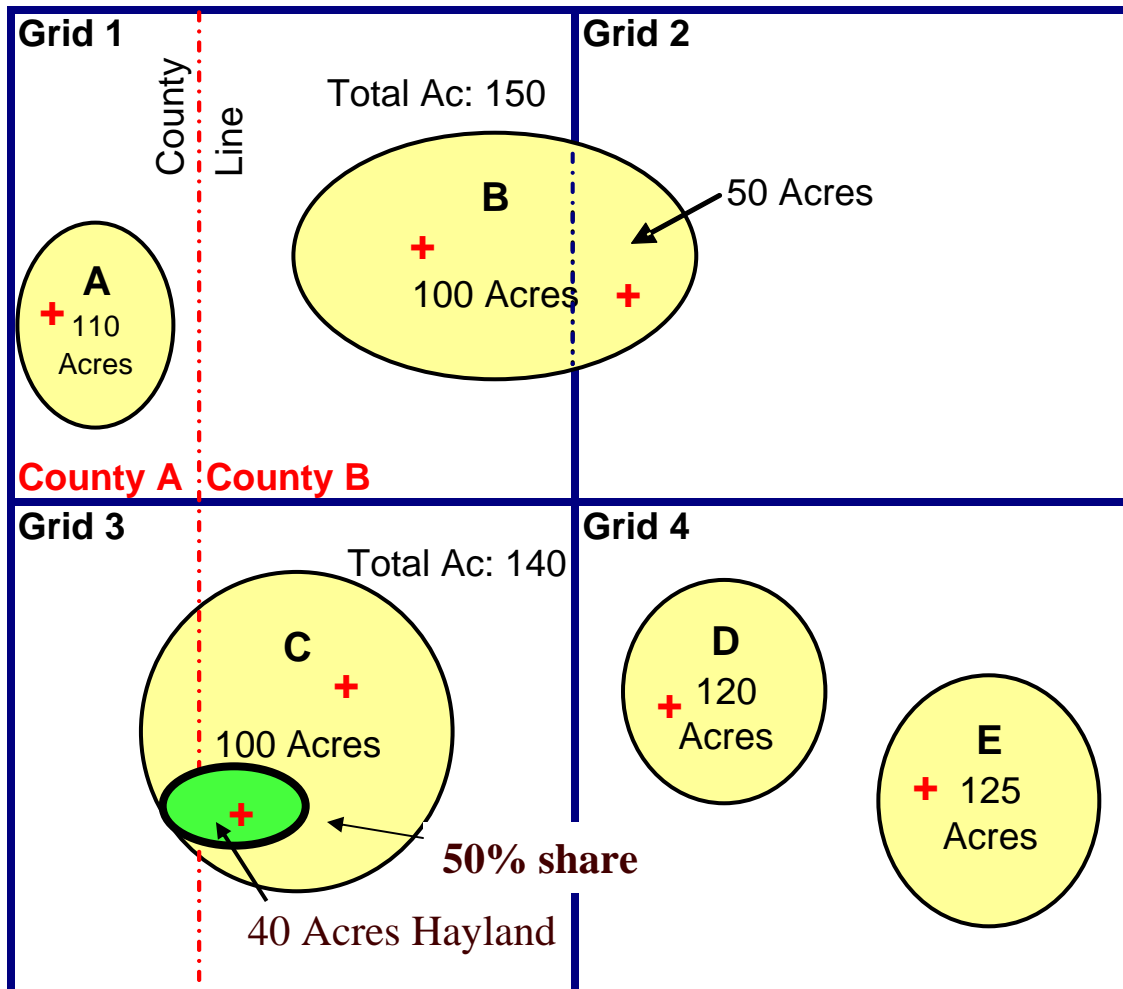 Grid 1
Grid 2
County
Line
Total Ac: 150
B
50 Acres
100 Acres
A
110
Acres
County A
County B
Grid 3
Grid 4
Total Ac: 140
C
100 Acres
50% share
40 Acres Hayland
D
120
Acres
E
125
Acres